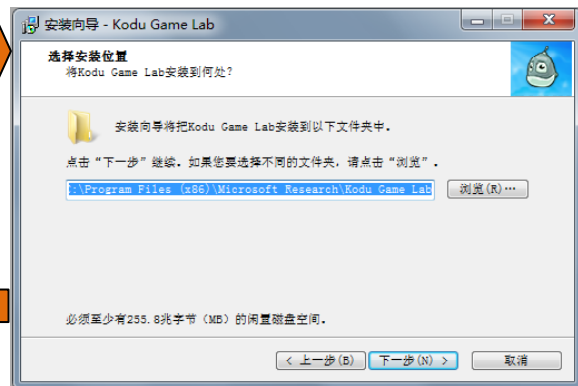 安装向导 - Kodu Game Lab
选择安装位置
将Kodu Game Lab安装到何处?
安装向导将把Kodu Game Lab安装到以下文件夹中.
点击“下一步”继续. 如果您要选择不同的文件夹, 请点击“浏览”.
:\Program Files (x86)\Microsoft Research\Kodu Game Lab
浏览(R)...
必须至少有255.8兆字节 (MB) 的闲置磁盘空间.
< 上一步(B)
下一步(N) >
取消